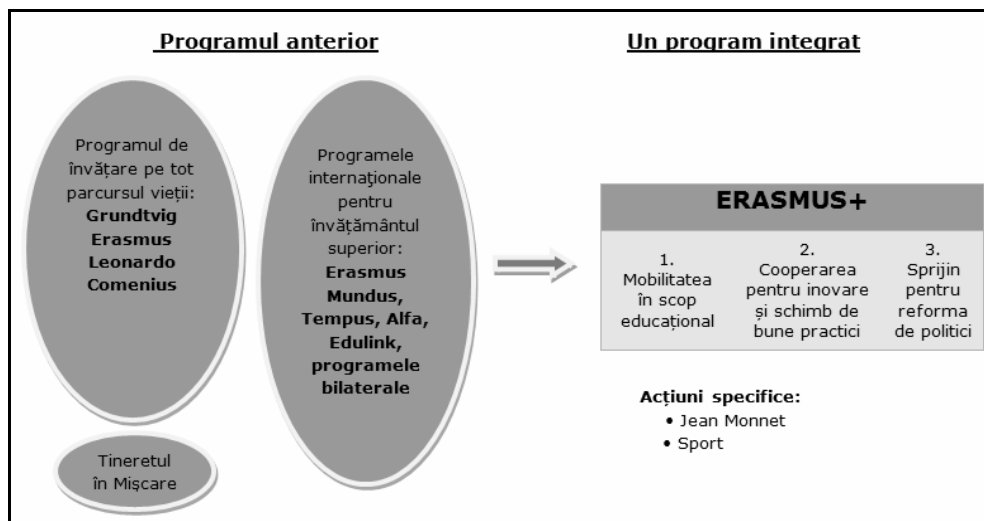 Programul anterior
Programul de
învățare pe tot
parcursul vieții:
Grundtvig
Erasmus
Leonardo
Comenius
Tineretul
în Mișcare
Programele
internaţionale
pentru
învățământul
superior:
Erasmus
Mundus,
Tempus, Alfa,
Edulink,
programele
bilaterale
Un program integrat
ERASMUS+
1.
Mobilitatea
în scop
educațional
2.
Cooperarea
pentru inovare
și schimb de
bune practici
3.
Sprijin
pentru
reforma
de politici
Acțiuni specifice:
• Jean Monnet
• Sport